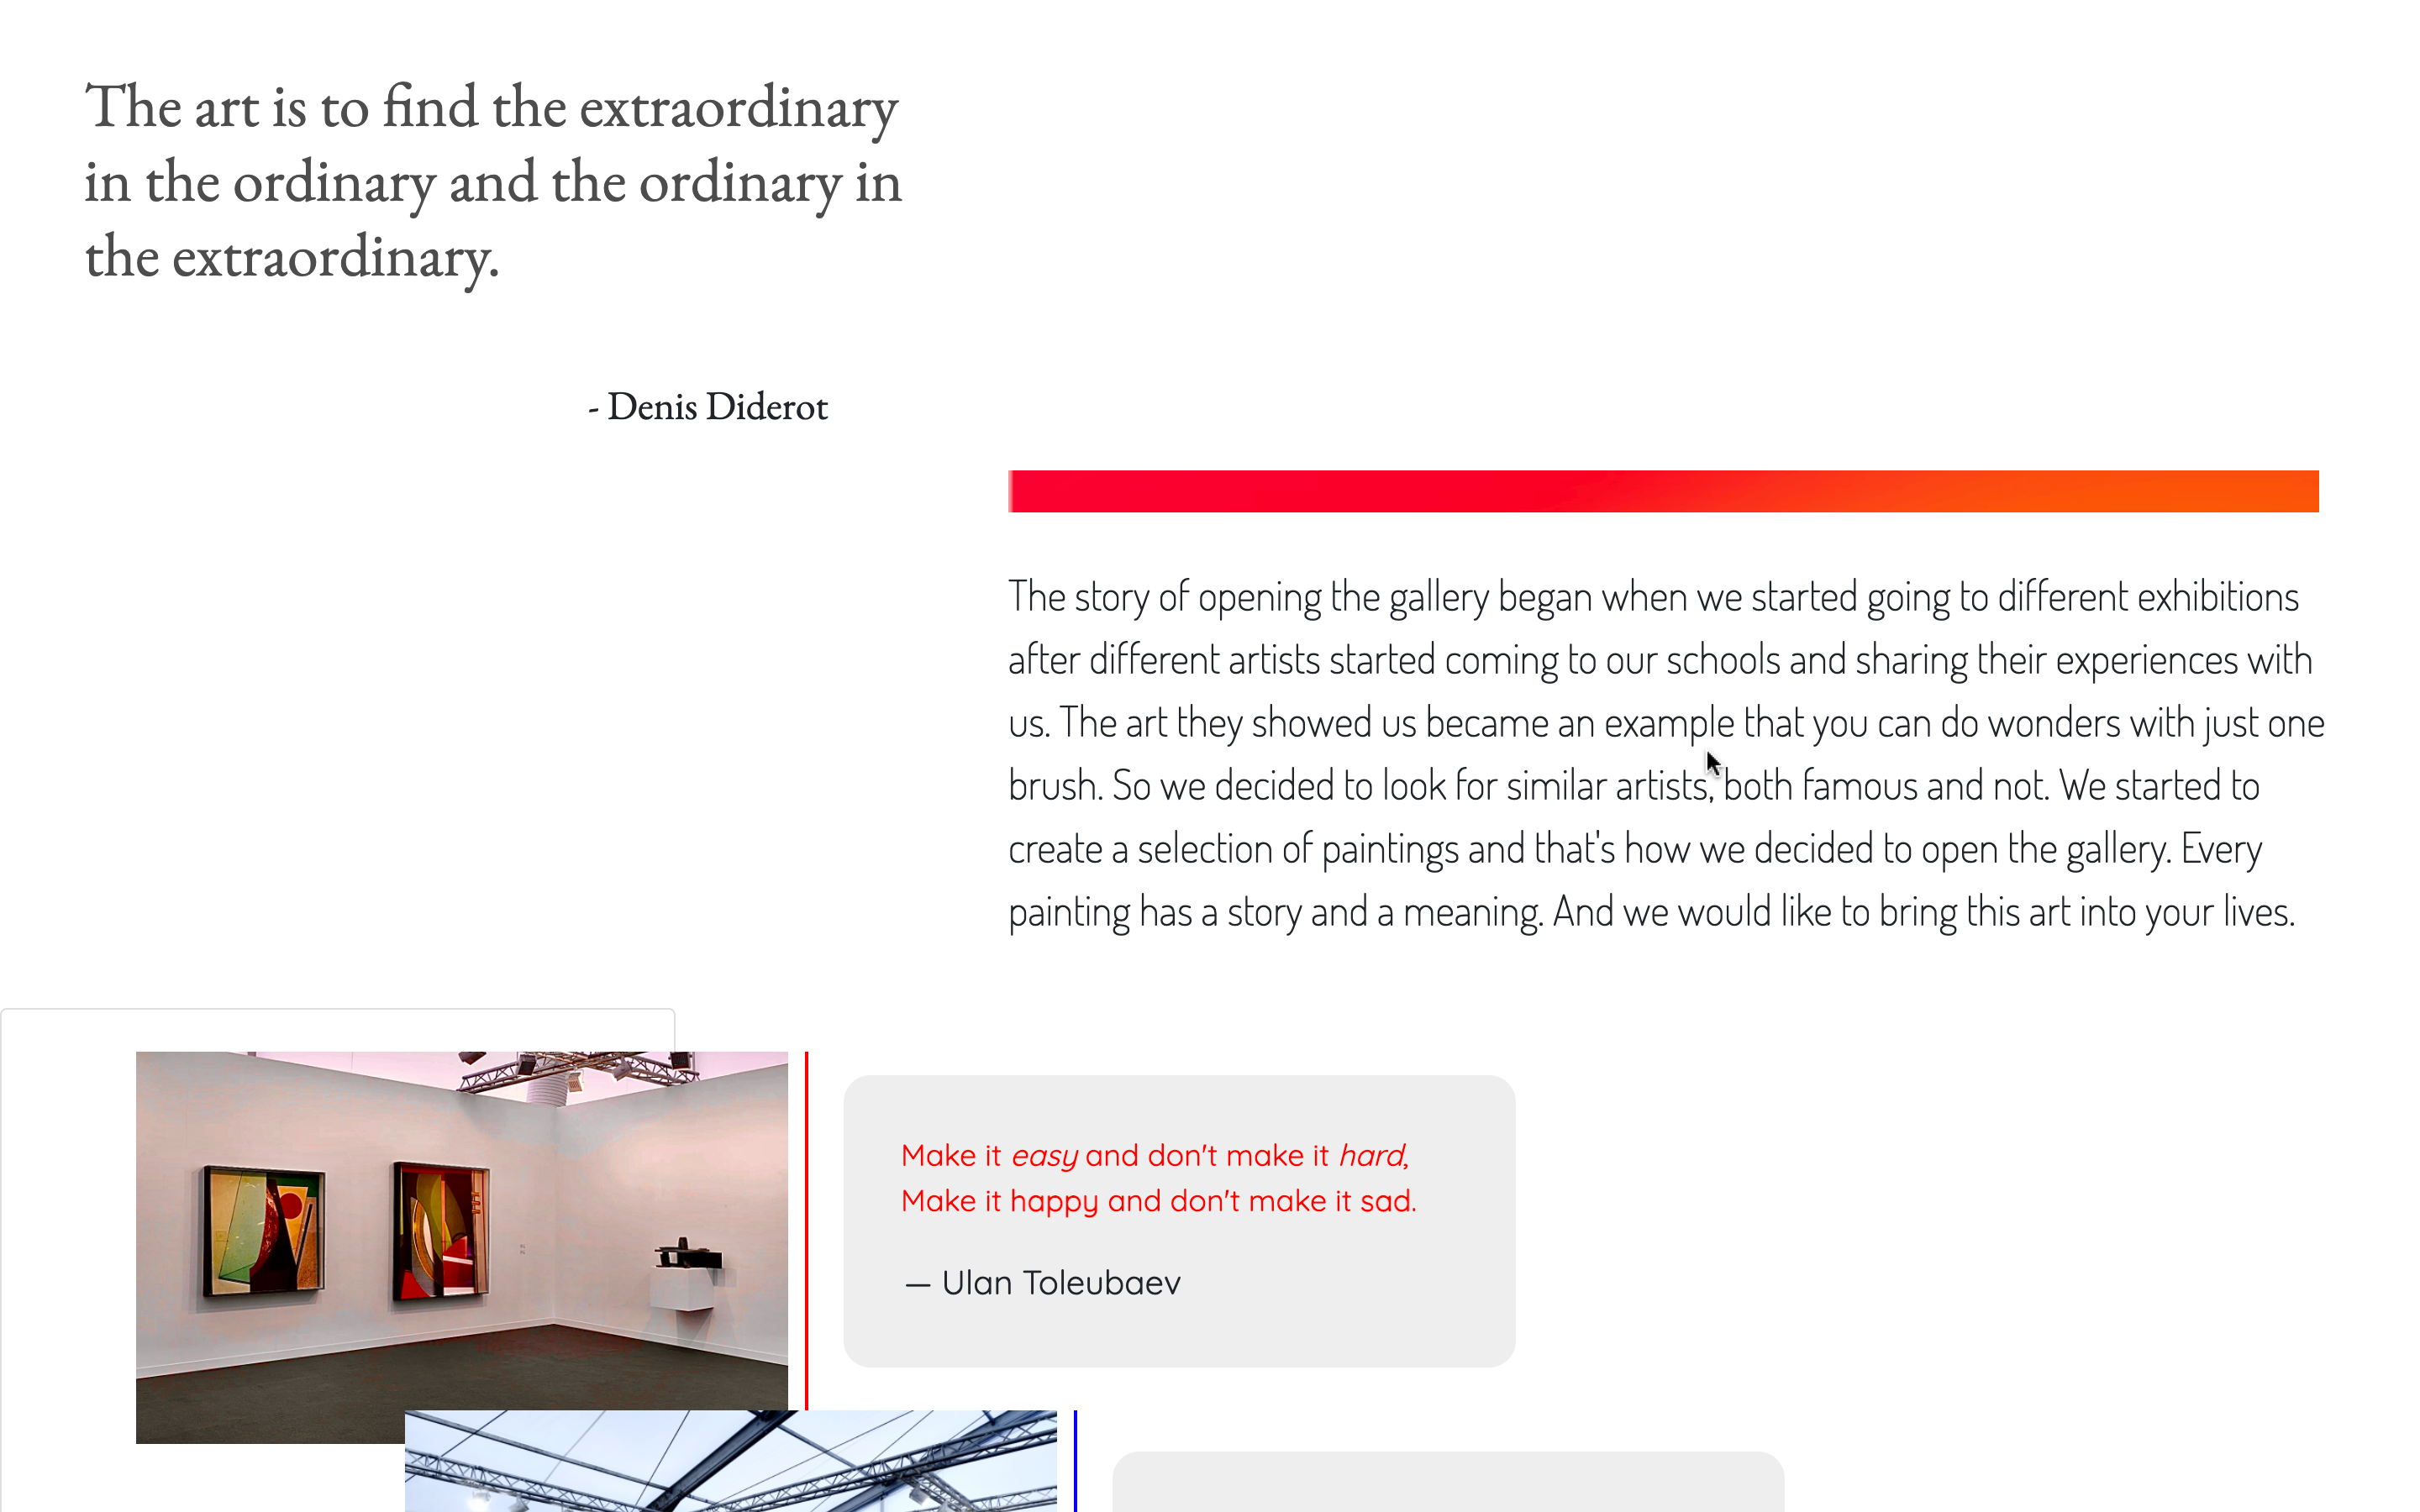 The art is to find the extraordinary
in the ordinary and the ordinary in
the extraordinary.
- Denis Diderot
The story of opening the gallery began when we started going to different exhibitions
after different artists started coming to our schools and sharing their experiences with
us. The art they showed us became an example that you can do wonders with just one
brush. So we decided to look for similar artists, both famous and not. We started to
create a selection of paintings and that's how we decided to open the gallery. Every
painting has a story and a meaning. And we would like to bring this art into your lives.
Make it easy and don't make it hard,
Make it happy and don't make it sad.
— Ulan Toleubaev